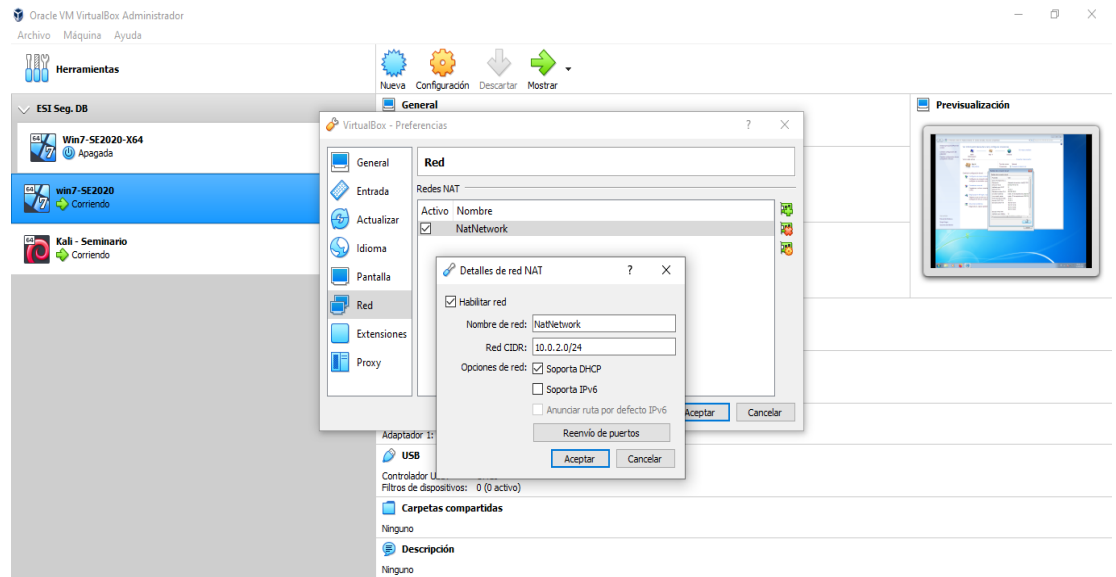 Oracle VM VirtualBox Administrador
Archivo Máquina Ayuda
Herramientas
Nueva Configuración Descartar Mostrar
ESI Seg. DB
Win7-SE2020-X64
Apagada
win7-SE2020
Corriendo
Kali - Seminario
Corriendo
General
Previsualización
VirtualBox - Preferencias
General
Entrada
Actualizar
Idioma
Pantalla
Red
Extensiones
Proxy
Red
Redes NAT
Activo Nombre
NatNetwork
Aceptar Cancelar
Detalles de red NAT
Habilitar red
Nombre de red: NatNetwork
Red CIDR: 10.0.2.0/24
Opciones de red: Soporta DHCP
Soporta IPv6
Anunciar ruta por defecto IPv6
Reenvío de puertos
Aceptar Cancelar
Adaptador 1:
USB
Controlador
Filtros de dispositivos: 0 (0 activo)
Carpetas compartidas
Ninguno
Descripción
Ninguno